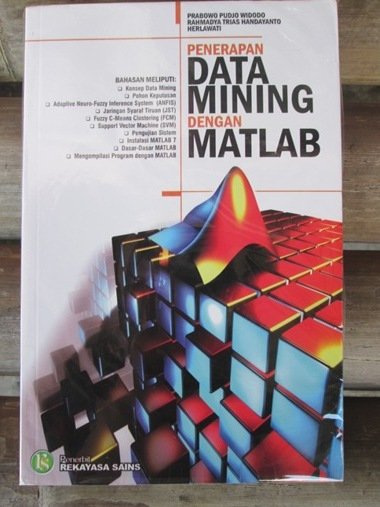 PRABOWO PUDJO WIDODO
RAHMADYA TRIAS HANDAYANTO
HERLAWATI
PENERAPAN
DATA
MINING
DENGAN
MATLAB
BAHASAN MELIPUTI:
❑ Konsep Data Mining
❑ Pohon Keputusan
❑ Adaptive Neuro-Fuzzy Inference System (ANFIS)
❑ Jaringan Syaraf Tiruan (JST)
❑ Fuzzy C-Means Clustering (FCM)
❑ Support Vector Machine (SVM)
❑ Pengujian Sistem
❑ Instalasi MATLAB 7
❑ Dasar-Dasar MATLAB
❑ Mengompilasi Program dengan MATLAB
Penerbit
REKAYASA SAINS